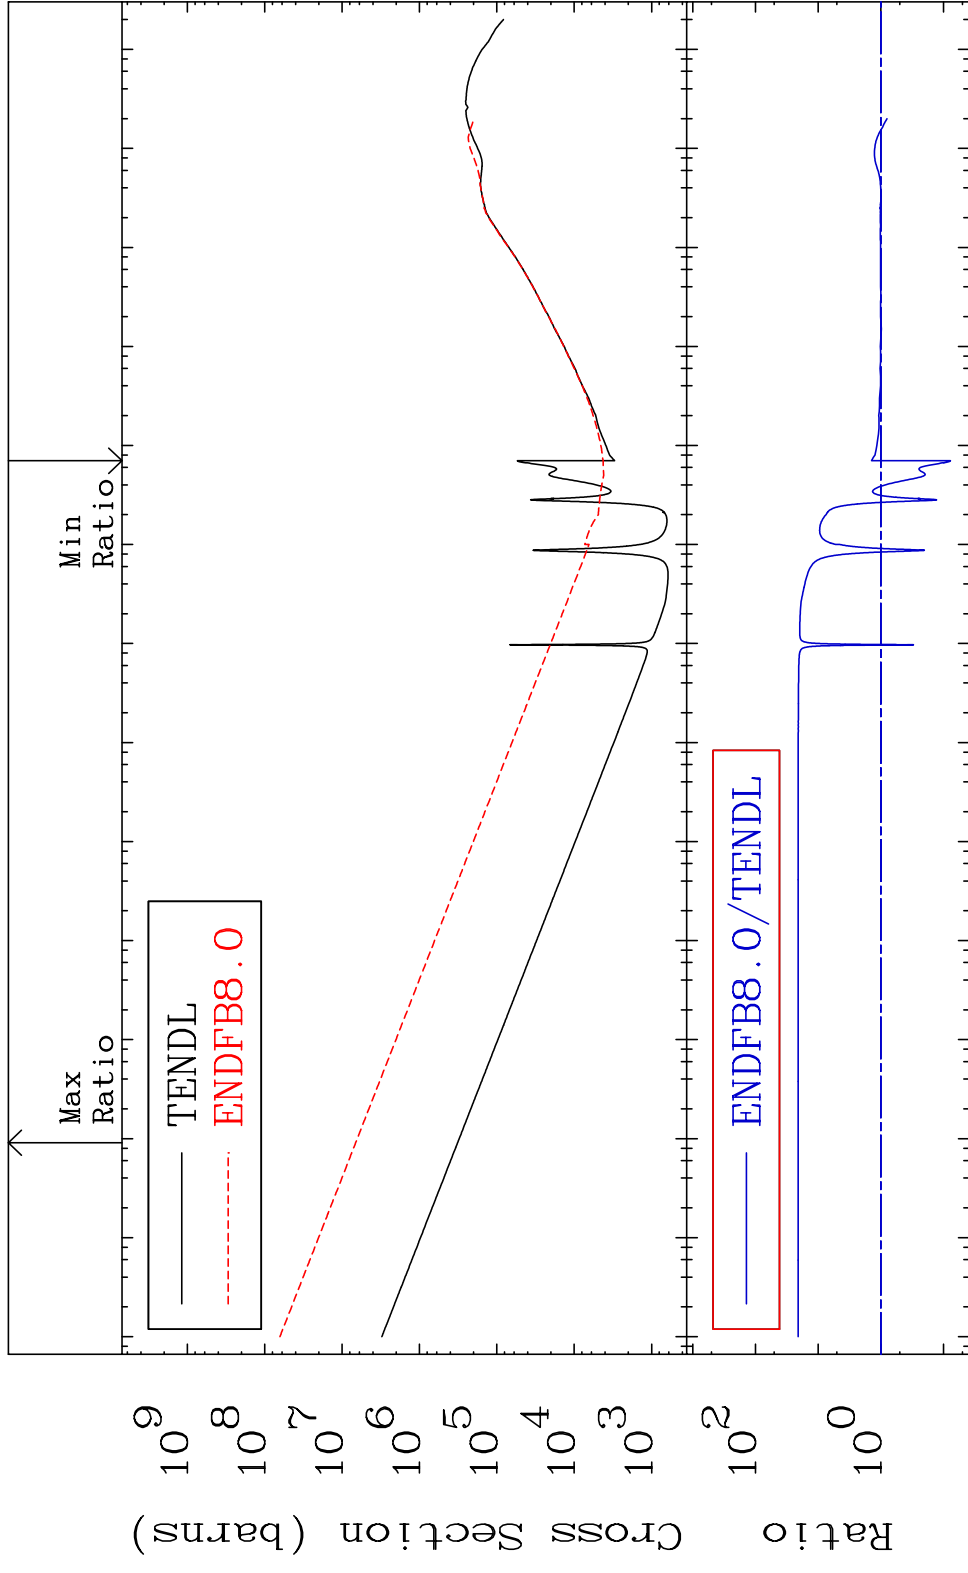 Min
Ratio
Max
Ratio
TENDL
ENDFB8.0
ENDFB8.0/TENDL
10^9
10^8
10^7
10^6
10^5
10^4
10^3
10^2
10^0
Cross Section (barns)
Ratio